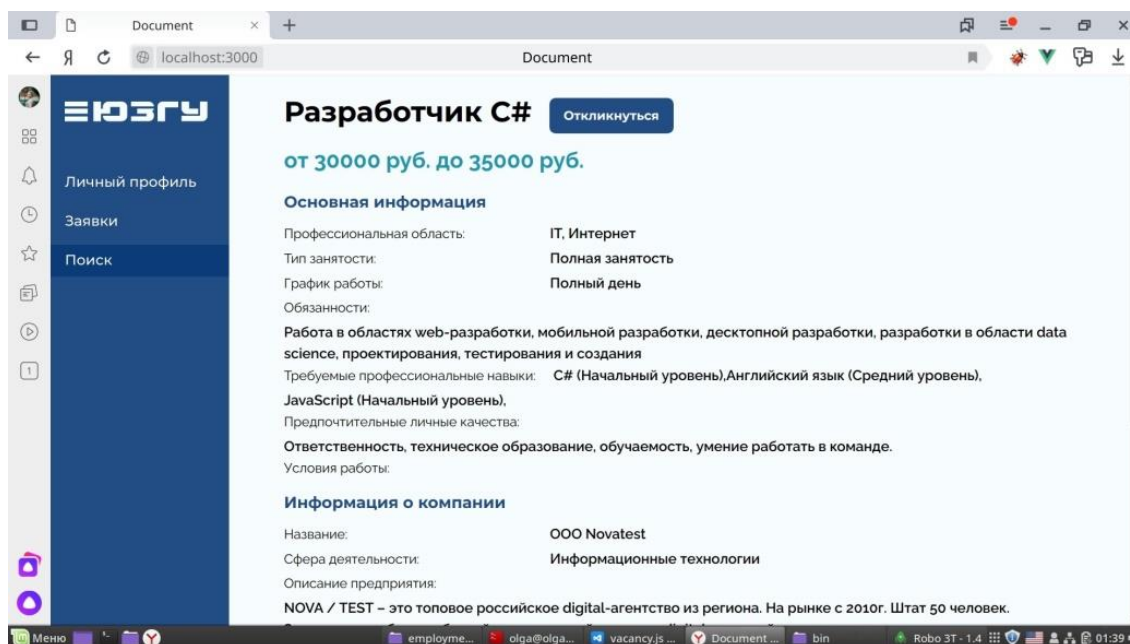 Document
localhost:3000
Document
ЮЗГУ
Личный профиль
Заявки
Поиск
Разработчик C#
Откликнуться
от 30000 руб. до 35000 руб.
Основная информация
Профессиональная область: IT, Интернет
Тип занятости: Полная занятость
График работы: Полный день
Обязанности:
Работа в областях web-разработки, мобильной разработки, десктопной разработки, разработки в области data
science, проектирования, тестирования и создания
Требуемые профессиональные навыки: C# (Начальный уровень),Английский язык (Средний уровень),
JavaScript (Начальный уровень),
Предпочтительные личные качества:
Ответственность, техническое образование, обучаемость, умение работать в команде.
Условия работы:
Информация о компании
Название: ООО Novatest
Сфера деятельности: Информационные технологии
Описание предприятия:
NOVA / TEST – это топовое российское digital-агентство из региона. На рынке с 2010г. Штат 50 человек.
Меню
employme...
olga@olga...
vacancy.js ...
Document ...
bin
Robo 3T - 1.4
01:39